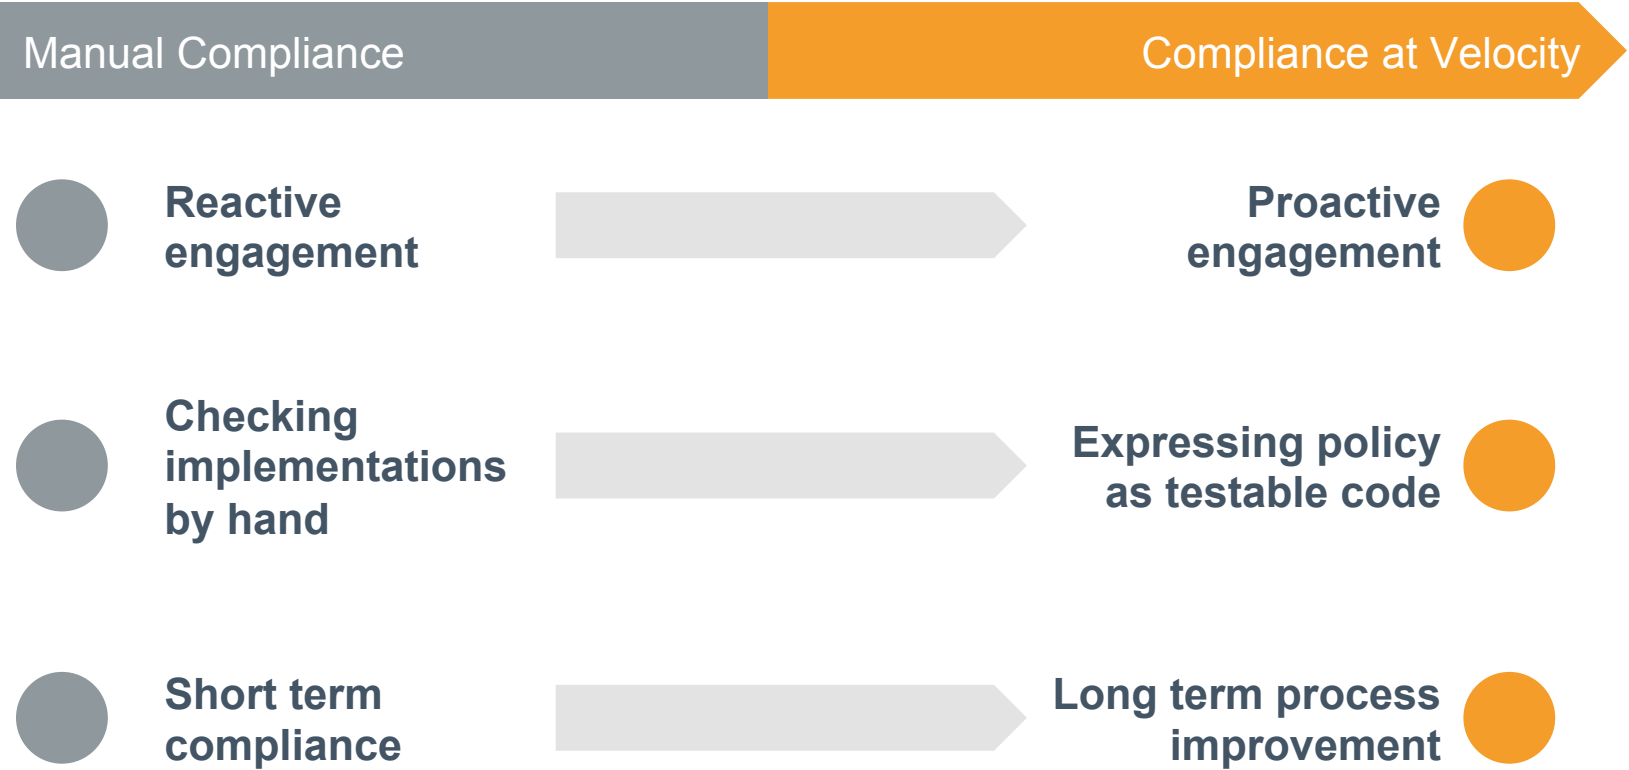 Manual Compliance
Compliance at Velocity
Reactive
engagement
Proactive
engagement
Checking
implementations
by hand
Expressing policy
as testable code
Short term
compliance
Long term process
improvement